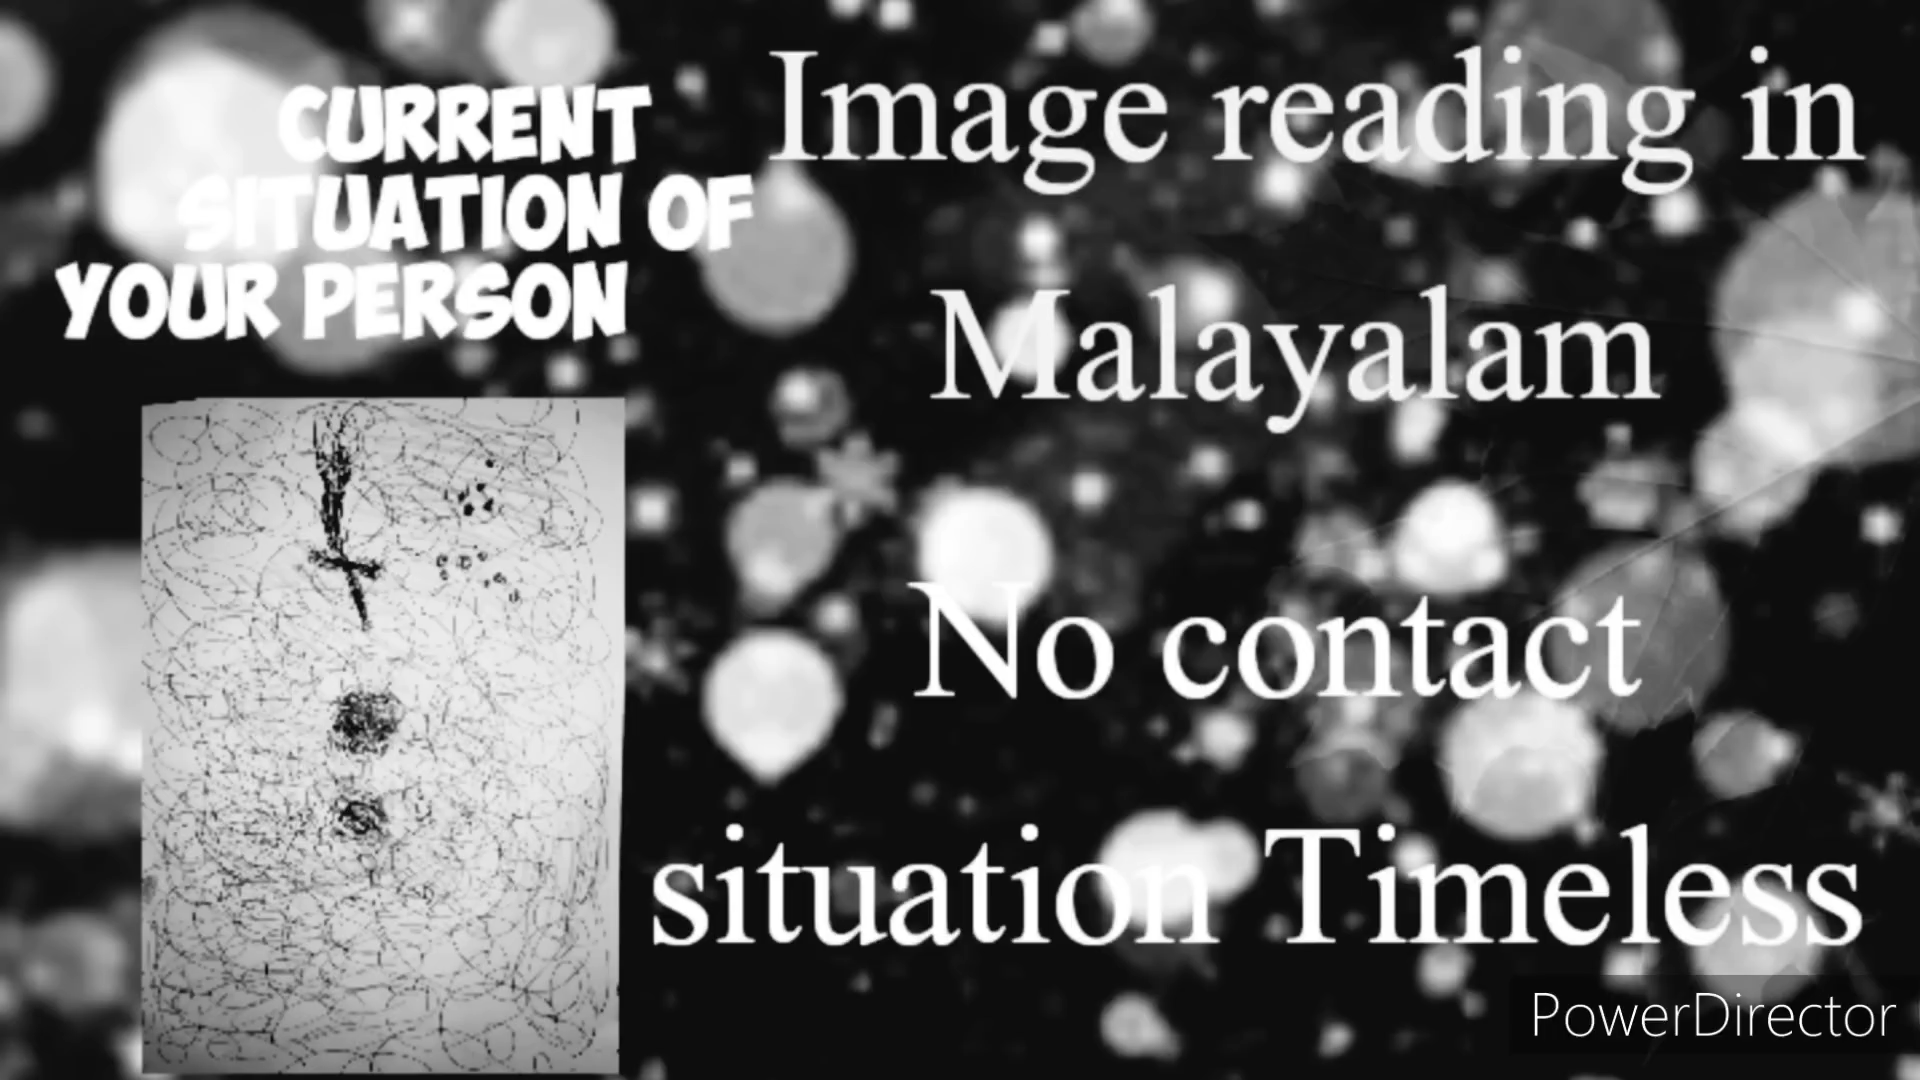 CURRENT
SITUATION OF
YOUR PERSON
Image reading in
Malayalam
No contact
situation Timeless
PowerDirector